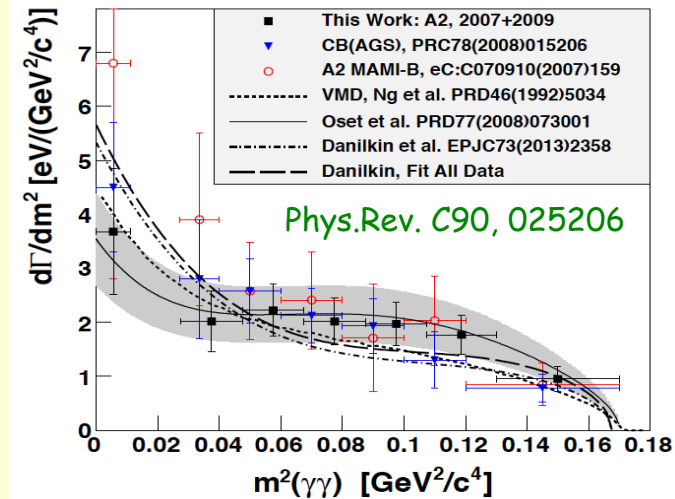 This Work: A2, 2007+2009
CB(AGS), PRC78(2008)015206
A2 MAMI-B, eC:C070910(2007)159
VMD, Ng et al. PRD46(1992)5034
Oset et al. PRD77(2008)073001
Danilkin et al. EPJC73(2013)2358
Danilkin, Fit All Data
Phys.Rev. C90, 025206
dΓ/dm² [eV/(GeV²/c⁴)]
7
6
5
4
3
2
1
0
0 0.02 0.04 0.06 0.08 0.1 0.12 0.14 0.16 0.18
m²(γγ) [GeV²/c⁴]